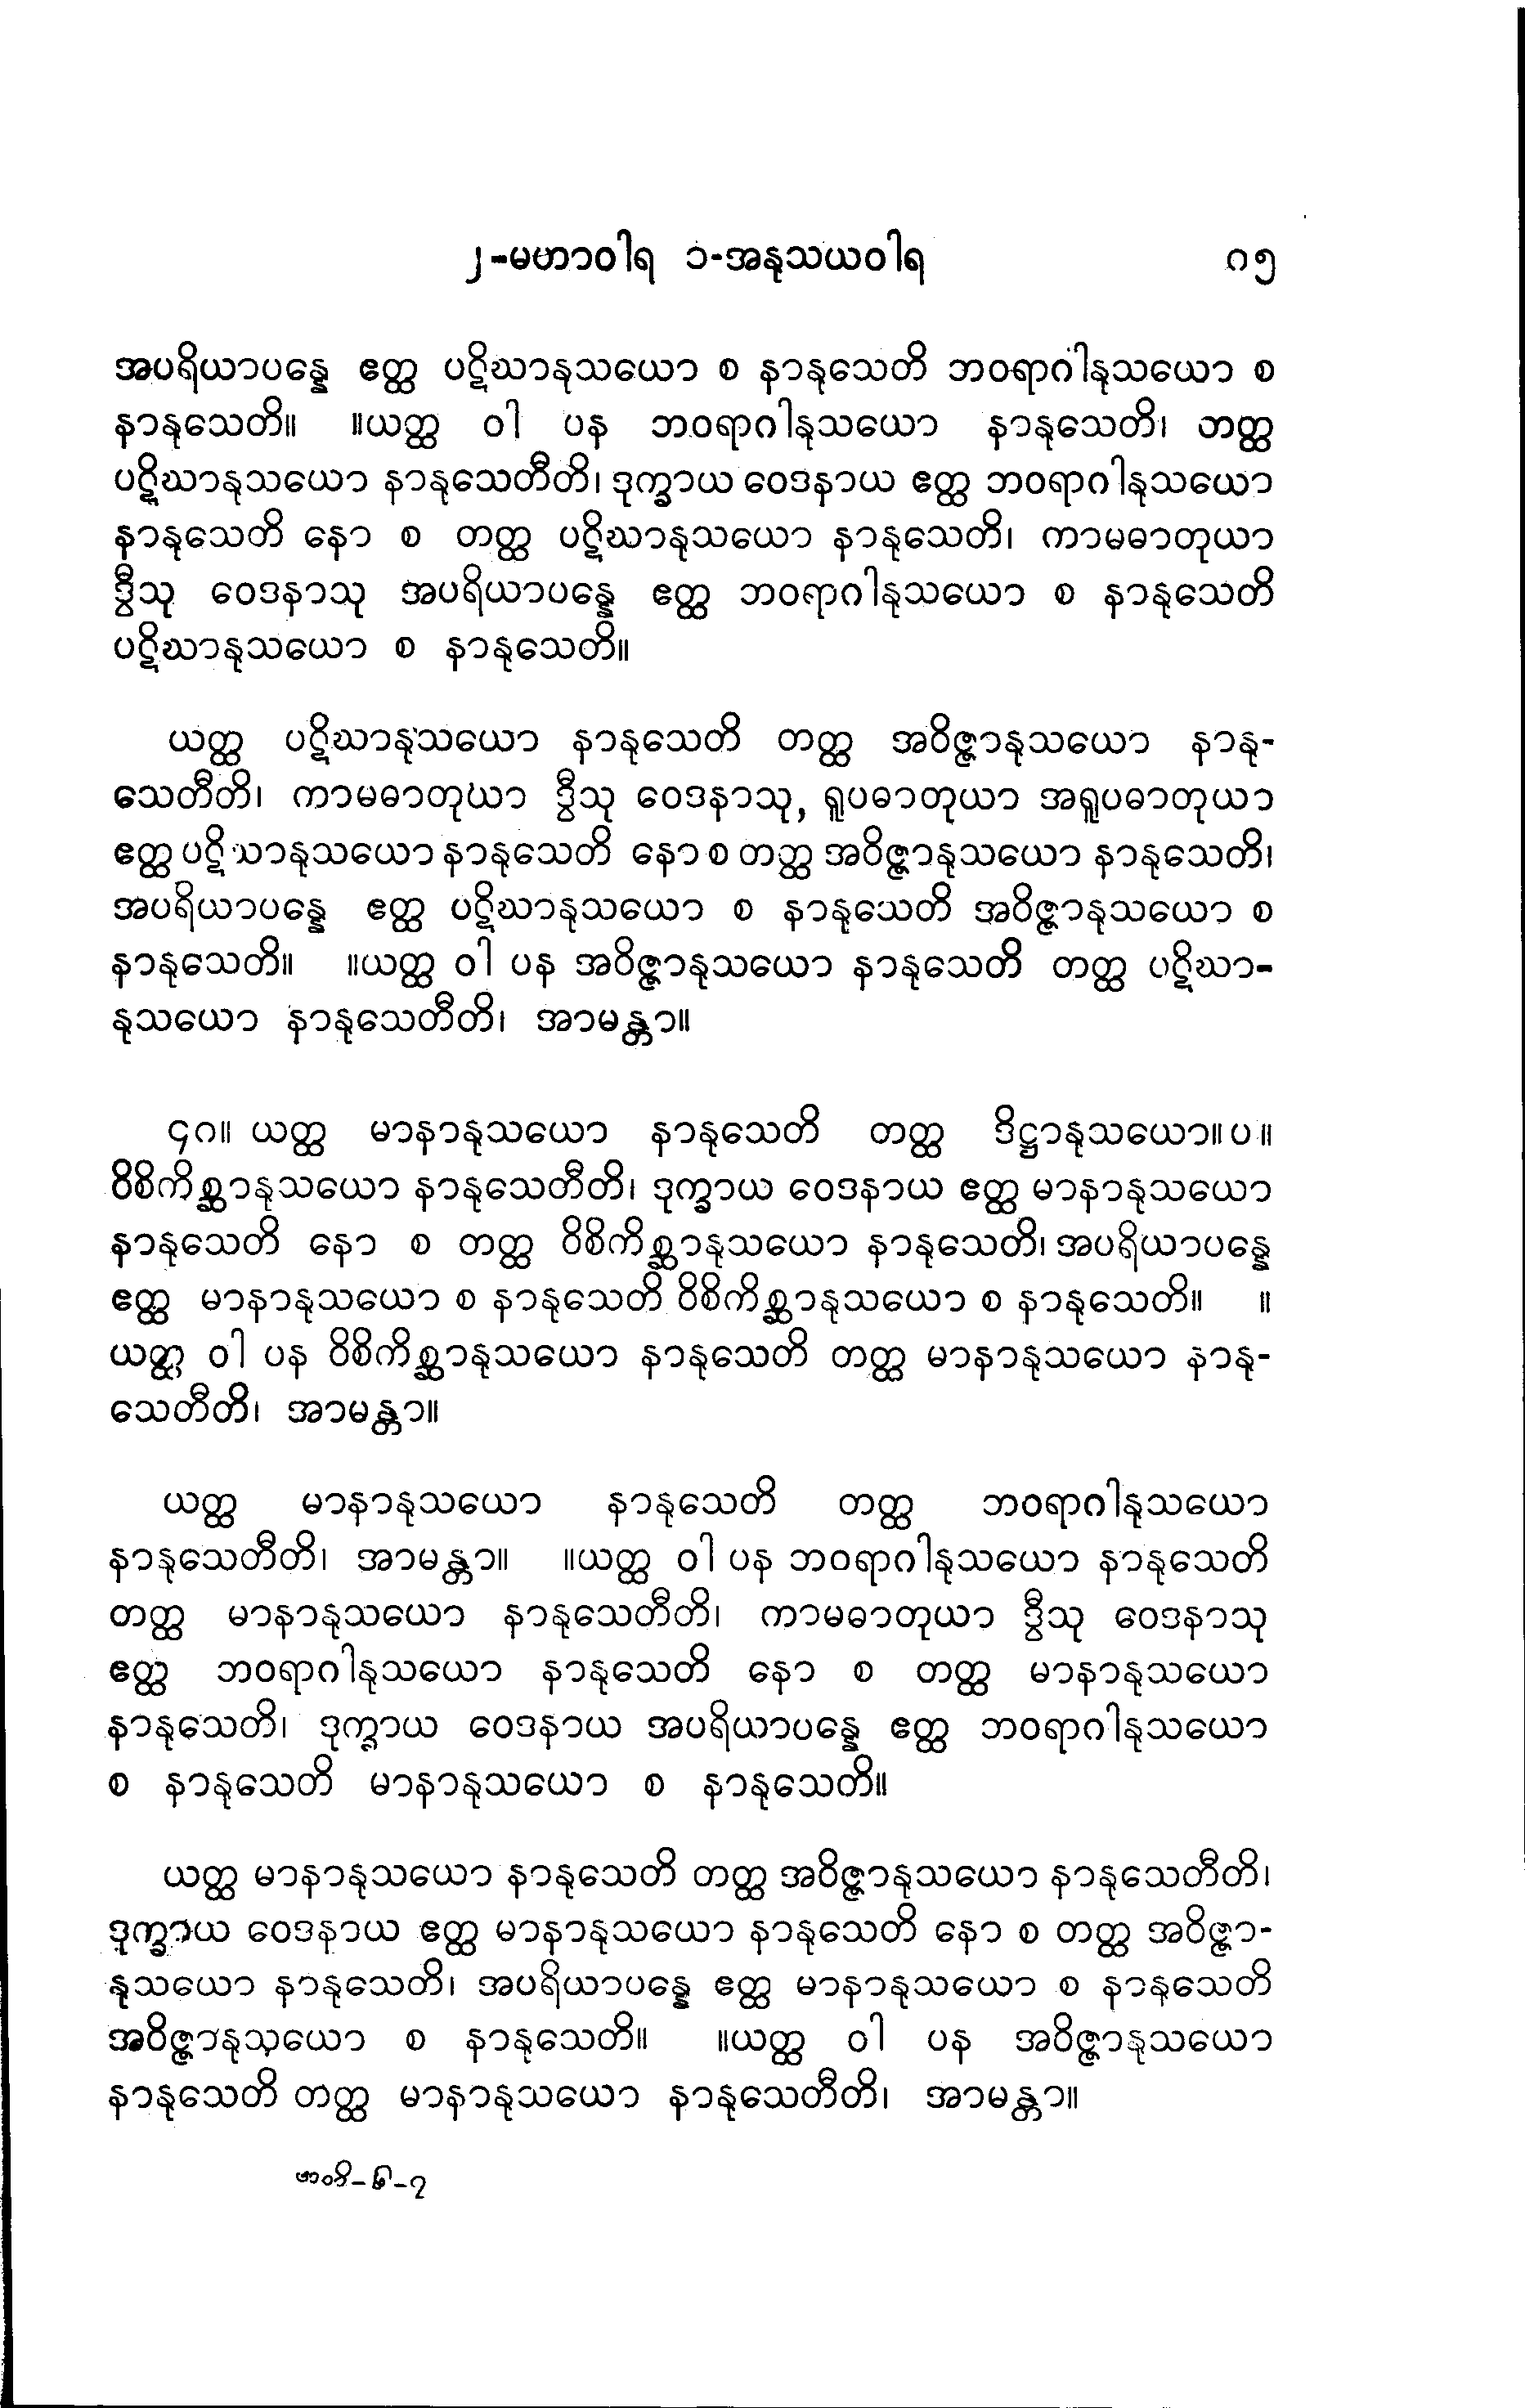 ၂-မဟာဝါရ ၁-အနုသယဝါရ ၈၅
အပရိယာပန္နေ ဧတ္ထ ပဋိဃာနုသယော စ နာနုသေတိ ဘဝရာဂါနုသယော စ
နာနုသေတိ။ ။ယတ္ထ ဝါ ပန ဘဝရာဂါနုသယော နာနုသေတိ၊ တတ္ထ
ပဋိဃာနုသယော နာနုသေတီတိ၊ ဒုက္ခာယ ဝေဒနာယ ဧတ္ထ ဘဝရာဂါနုသယော
နာနုသေတိ နော စ တတ္ထ ပဋိဃာနုသယော နာနုသေတိ၊ ကာမဓာတုယာ
ဒွီသု ဝေဒနာသု အပရိယာပန္နေ ဧတ္ထ ဘဝရာဂါနုသယော စ နာနုသေတိ
ပဋိဃာနုသယော စ နာနုသေတိ။
ယတ္ထ ပဋိဃာနုသယော နာနုသေတိ တတ္ထ အဝိဇ္ဇာနုသယော နာနု-
သေတီတိ၊ ကာမဓာတုယာ ဒွီသု ဝေဒနာသု, ရူပဓာတုယာ အရူပဓာတုယာ
ဧတ္ထ ပဋိဃာနုသယော နာနုသေတိ နော စ တတ္ထ အဝိဇ္ဇာနုသယော နာနုသေတိ၊
အပရိယာပန္နေ ဧတ္ထ ပဋိဃာနုသယော စ နာနုသေတိ အဝိဇ္ဇာနုသယော စ
နာနုသေတိ။ ။ယတ္ထ ဝါ ပန အဝိဇ္ဇာနုသယော နာနုသေတိ တတ္ထ ပဋိဃာ-
နုသယော နာနုသေတီတိ၊ အာမန္တာ။
၄၈။ ယတ္ထ မာနာနုသယော နာနုသေတိ တတ္ထ ဒိဋ္ဌာနုသယော။ပ။
ဝိစိကိစ္ဆာနုသယော နာနုသေတီတိ၊ ဒုက္ခာယ ဝေဒနာယ ဧတ္ထ မာနာနုသယော
နာနုသေတိ နော စ တတ္ထ ဝိစိကိစ္ဆာနုသယော နာနုသေတိ၊ အပရိယာပန္နေ
ဧတ္ထ မာနာနုသယော စ နာနုသေတိ ဝိစိကိစ္ဆာနုသယော စ နာနုသေတိ။ ။
ယတ္ထ ဝါ ပန ဝိစိကိစ္ဆာနုသယော နာနုသေတိ တတ္ထ မာနာနုသယော နာနု-
သေတီတိ၊ အာမန္တာ။
ယတ္ထ မာနာနုသယော နာနုသေတိ တတ္ထ ဘဝရာဂါနုသယော
နာနုသေတီတိ၊ အာမန္တာ။ ။ယတ္ထ ဝါ ပန ဘဝရာဂါနုသယော နာနုသေတိ
တတ္ထ မာနာနုသယော နာနုသေတီတိ၊ ကာမဓာတုယာ ဒွီသု ဝေဒနာသု
ဧတ္ထ ဘဝရာဂါနုသယော နာနုသေတိ နော စ တတ္ထ မာနာနုသယော
နာနုသေတိ၊ ဒုက္ခာယ ဝေဒနာယ အပရိယာပန္နေ ဧတ္ထ ဘဝရာဂါနုသယော
စ နာနုသေတိ မာနာနုသယော စ နာနုသေတိ။
ယတ္ထ မာနာနုသယော နာနုသေတိ တတ္ထ အဝိဇ္ဇာနုသယော နာနုသေတီတိ၊
ဒုက္ခာယ ဝေဒနာယ ဧတ္ထ မာနာနုသယော နာနုသေတိ နော စ တတ္ထ အဝိဇ္ဇာ-
နုသယော နာနုသေတိ၊ အပရိယာပန္နေ ဧတ္ထ မာနာနုသယော စ နာနုသေတိ
အဝိဇ္ဇာနုသယော စ နာနုသေတိ။ ။ယတ္ထ ဝါ ပန အဝိဇ္ဇာနုသယော
နာနုသေတိ တတ္ထ မာနာနုသယော နာနုသေတီတိ၊ အာမန္တာ။